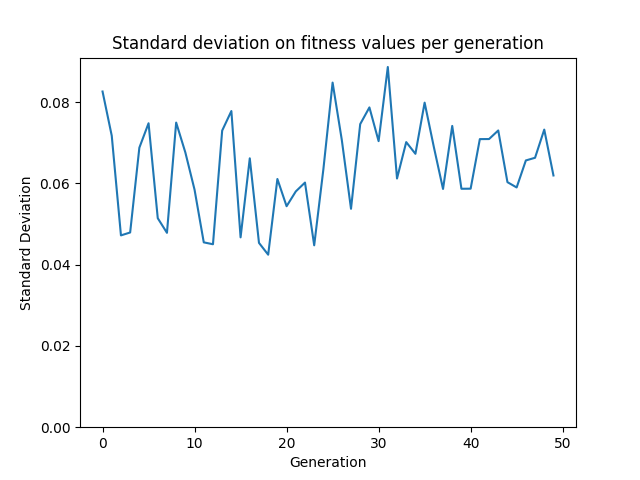 Standard deviation on fitness values per generation
Standard Deviation
0.08
0.06
0.04
0.02
0.00
0 10 20 30 40 50
Generation